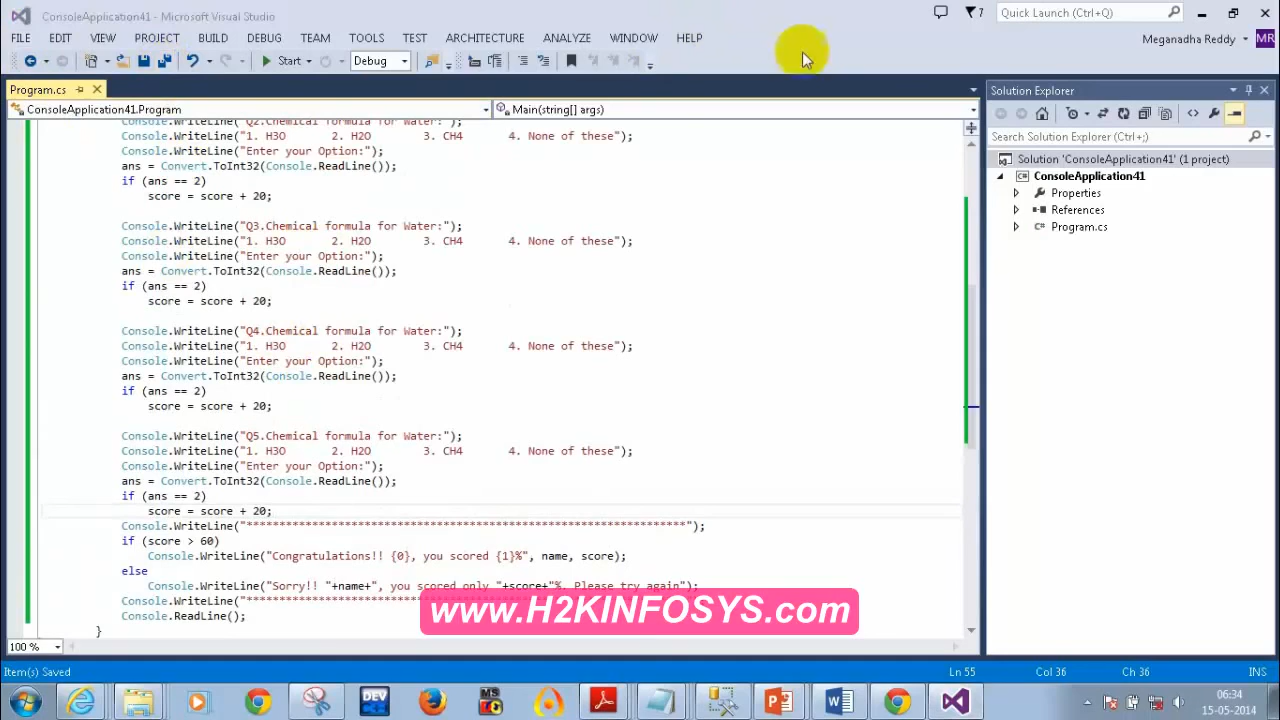 ConsoleApplication41 - Microsoft Visual Studio
7
Quick Launch (Ctrl+Q)
FILE EDIT VIEW PROJECT BUILD DEBUG TEAM TOOLS TEST ARCHITECTURE ANALYZE WINDOW HELP
Meganadha Reddy MR
Start Debug
Program.cs
Solution Explorer
ConsoleApplication41.Program
Main(string[] args)
Search Solution Explorer (Ctrl+;)
Solution 'ConsoleApplication41' (1 project)
ConsoleApplication41
Properties
References
Program.cs
Console.WriteLine("Q2.Chemical formula for Water:");
Console.WriteLine("1. H3O 2. H2O 3. CH4 4. None of these");
Console.WriteLine("Enter your Option:");
ans = Convert.ToInt32(Console.ReadLine());
if (ans == 2)
score = score + 20;
Console.WriteLine("Q3.Chemical formula for Water:");
Console.WriteLine("1. H3O 2. H2O 3. CH4 4. None of these");
Console.WriteLine("Enter your Option:");
ans = Convert.ToInt32(Console.ReadLine());
if (ans == 2)
score = score + 20;
Console.WriteLine("Q4.Chemical formula for Water:");
Console.WriteLine("1. H3O 2. H2O 3. CH4 4. None of these");
Console.WriteLine("Enter your Option:");
ans = Convert.ToInt32(Console.ReadLine());
if (ans == 2)
score = score + 20;
Console.WriteLine("Q5.Chemical formula for Water:");
Console.WriteLine("1. H3O 2. H2O 3. CH4 4. None of these");
Console.WriteLine("Enter your Option:");
ans = Convert.ToInt32(Console.ReadLine());
if (ans == 2)
score = score + 20;
Console.WriteLine("*******************************************************************");
if (score > 60)
Console.WriteLine("Congratulations!! {0}, you scored {1}%", name, score);
else
Console.WriteLine("Sorry!! "+name+", you scored only "+score+"%. Please try again");
Console.WriteLine("**************************
Console.ReadLine();
}
www.H2KINFOSYS.com
100 %
Item(s) Saved
Ln 55 Col 36 Ch 36 INS
DEV
MS
06:34
15-05-2014